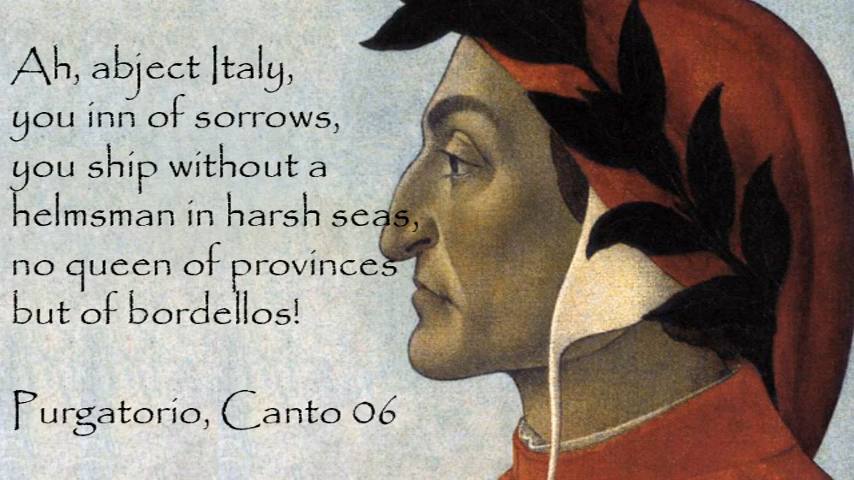 Ah, abject Italy,
you inn of sorrows,
you ship without a
helmsman in harsh seas,
no queen of provinces
but of bordellos!
Purgatorio, Canto 06